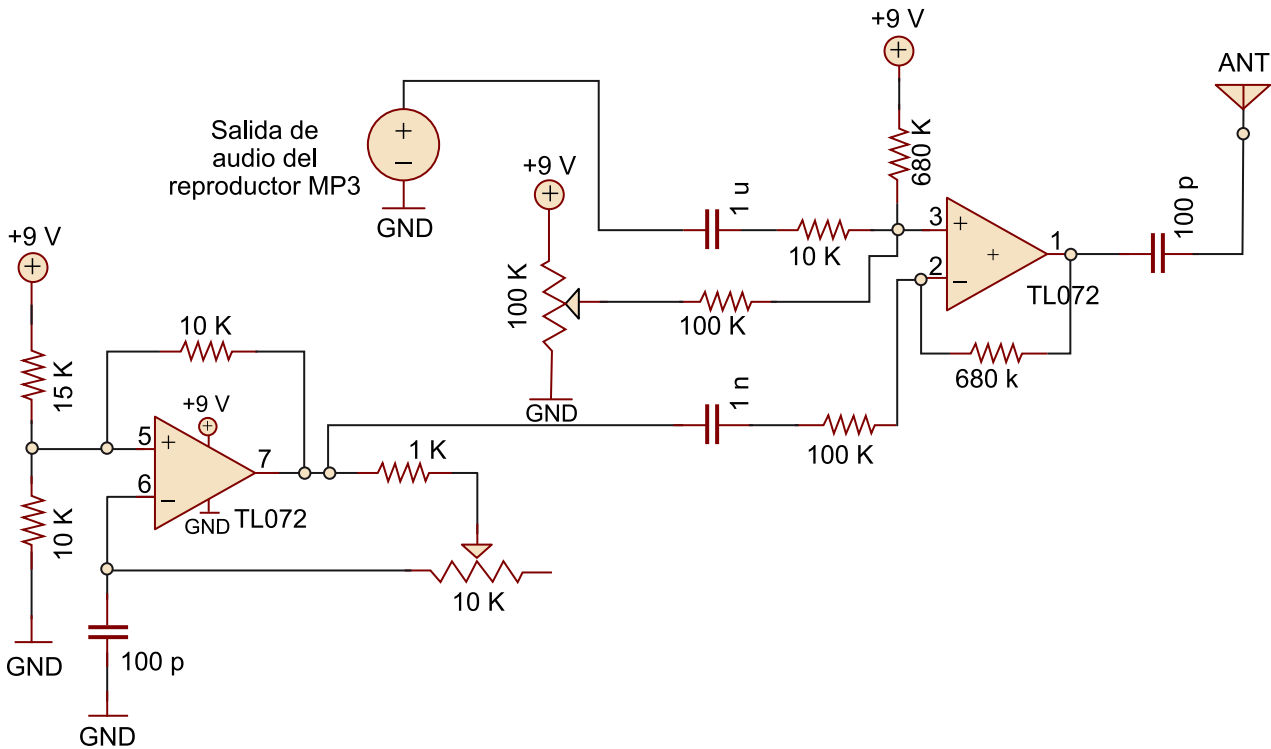 +9 V
ANT
Salida de
audio del
reproductor MP3
+
−
GND
+9 V
680 K
1 u
10 K
3
+
+
2
−
1
TL072
100 p
+9 V
100 K
100 K
GND
680 k
+9 V
15 K
10 K
+9 V
5
+
6
−
7
GND
TL072
1 K
1 n
100 K
10 K
10 K
GND
100 p
GND